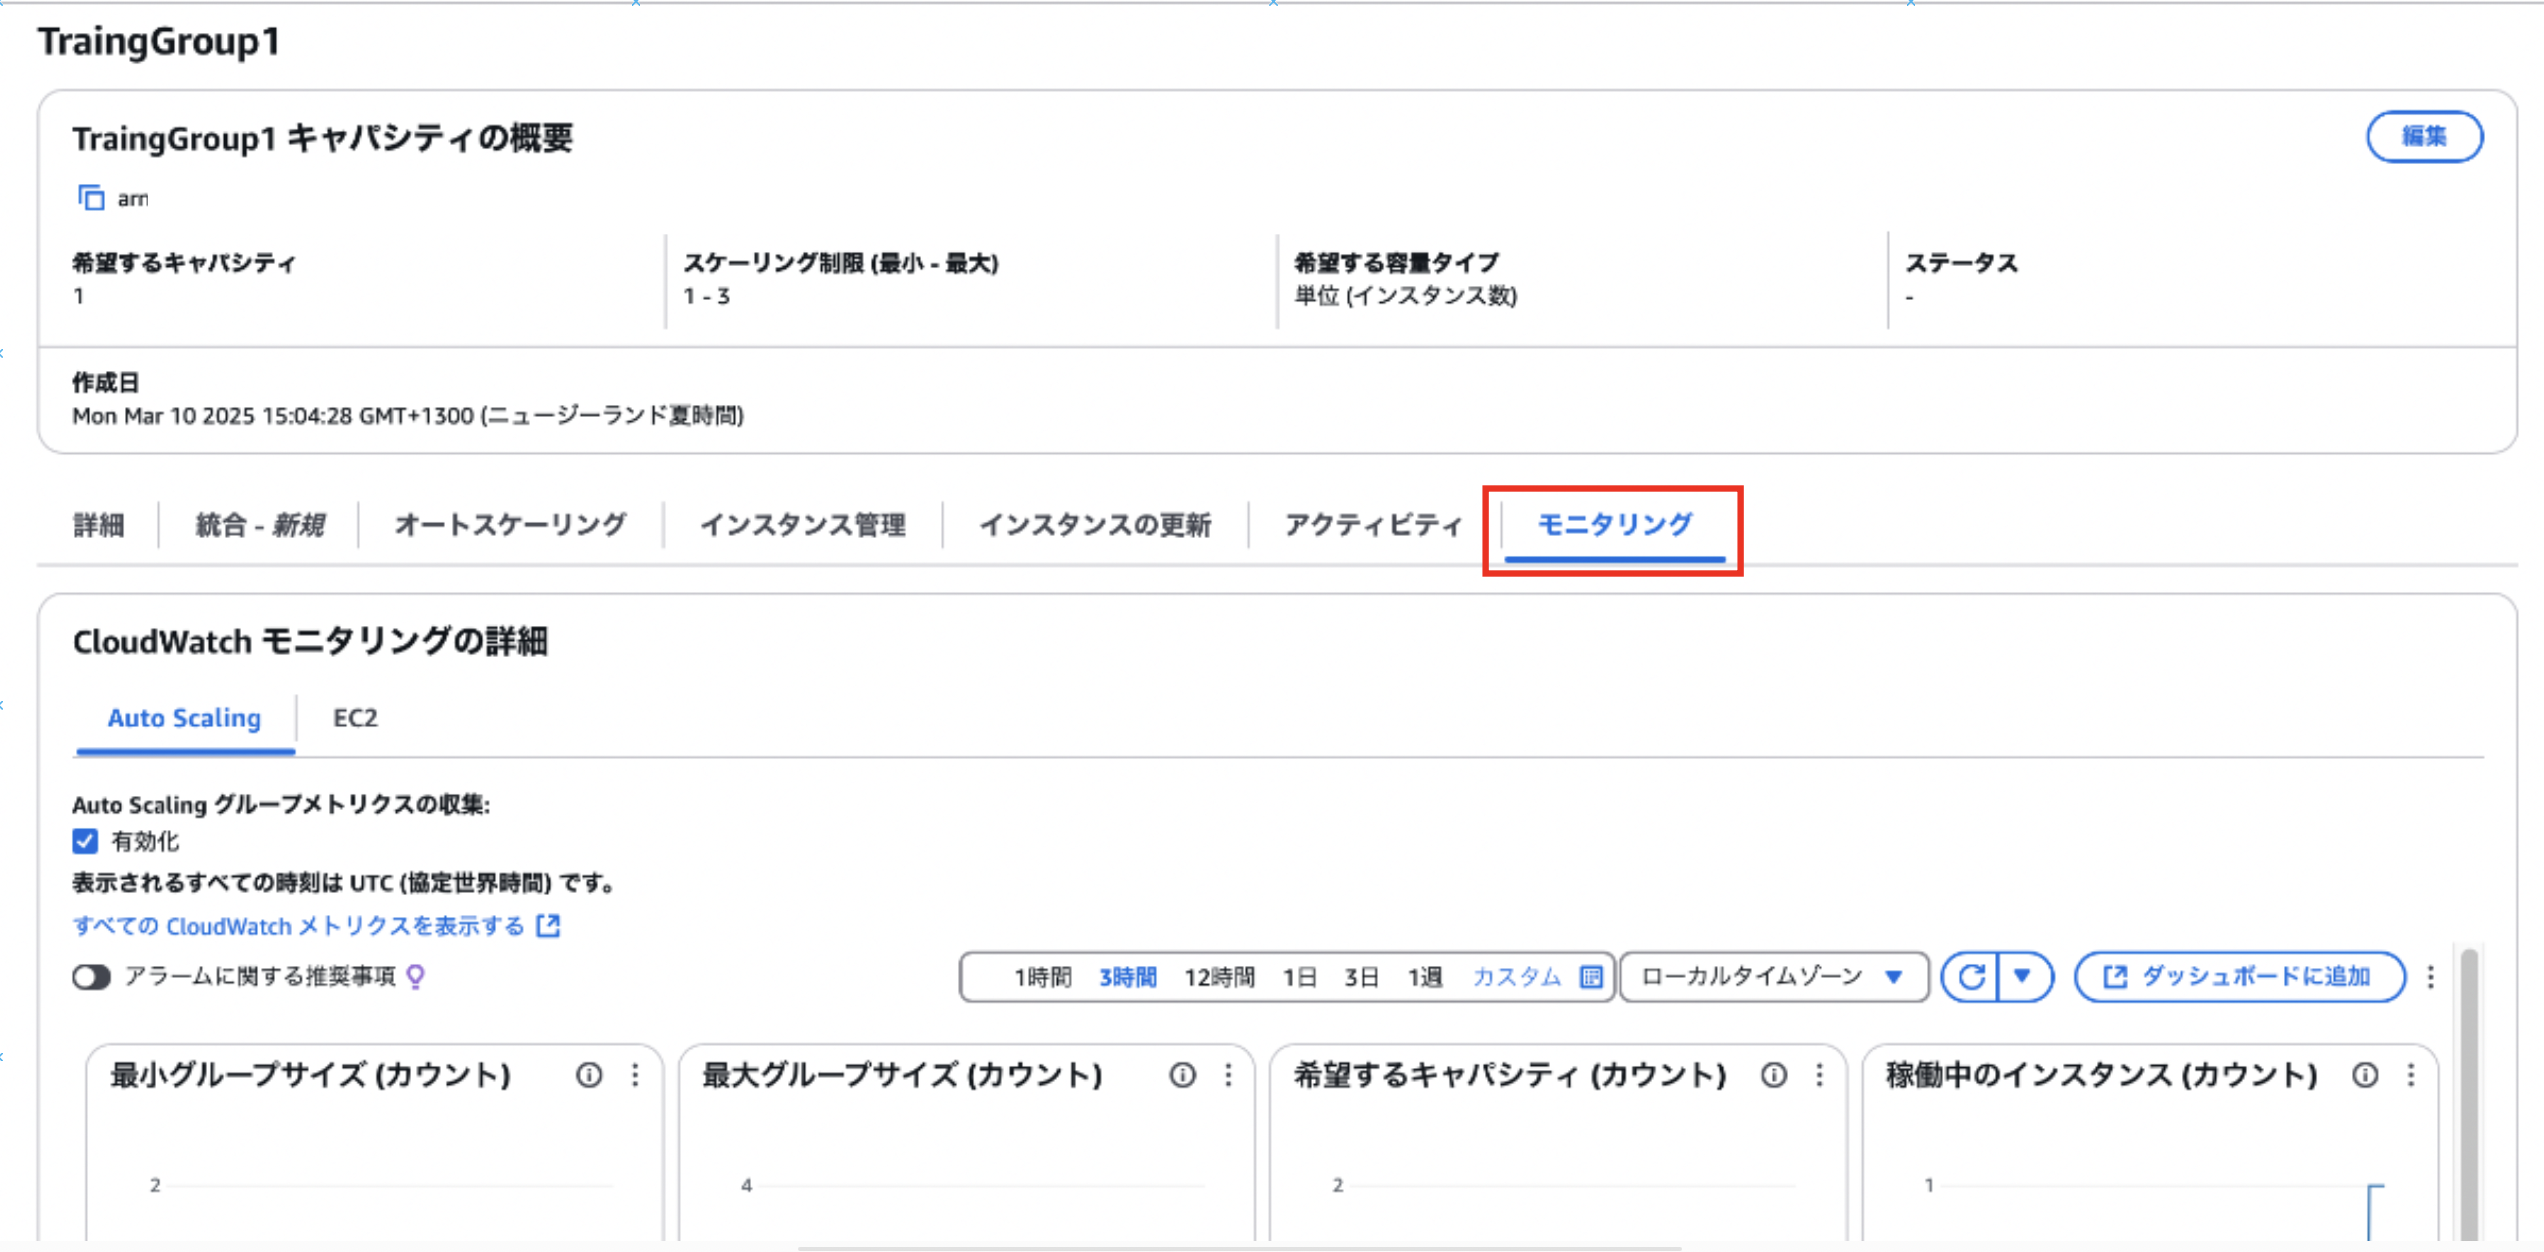 TraingGroup1
TraingGroup1 キャパシティの概要
編集
arn
希望するキャパシティ
1
スケーリング制限 (最小 - 最大)
1 - 3
希望する容量タイプ
単位 (インスタンス数)
ステータス
-
作成日
Mon Mar 10 2025 15:04:28 GMT+1300 (ニュージーランド夏時間)
詳細 統合 - 新規 オートスケーリング インスタンス管理 インスタンスの更新 アクティビティ モニタリング
CloudWatch モニタリングの詳細
Auto Scaling EC2
Auto Scaling グループメトリクスの収集:
有効化
表示されるすべての時刻は UTC (協定世界時間) です。
すべての CloudWatch メトリクスを表示する
アラームに関する推奨事項
1時間 3時間 12時間 1日 3日 1週 カスタム ローカルタイムゾーン ダッシュボードに追加
最小グループサイズ (カウント)
2
最大グループサイズ (カウント)
4
希望するキャパシティ (カウント)
2
稼働中のインスタンス (カウント)
1